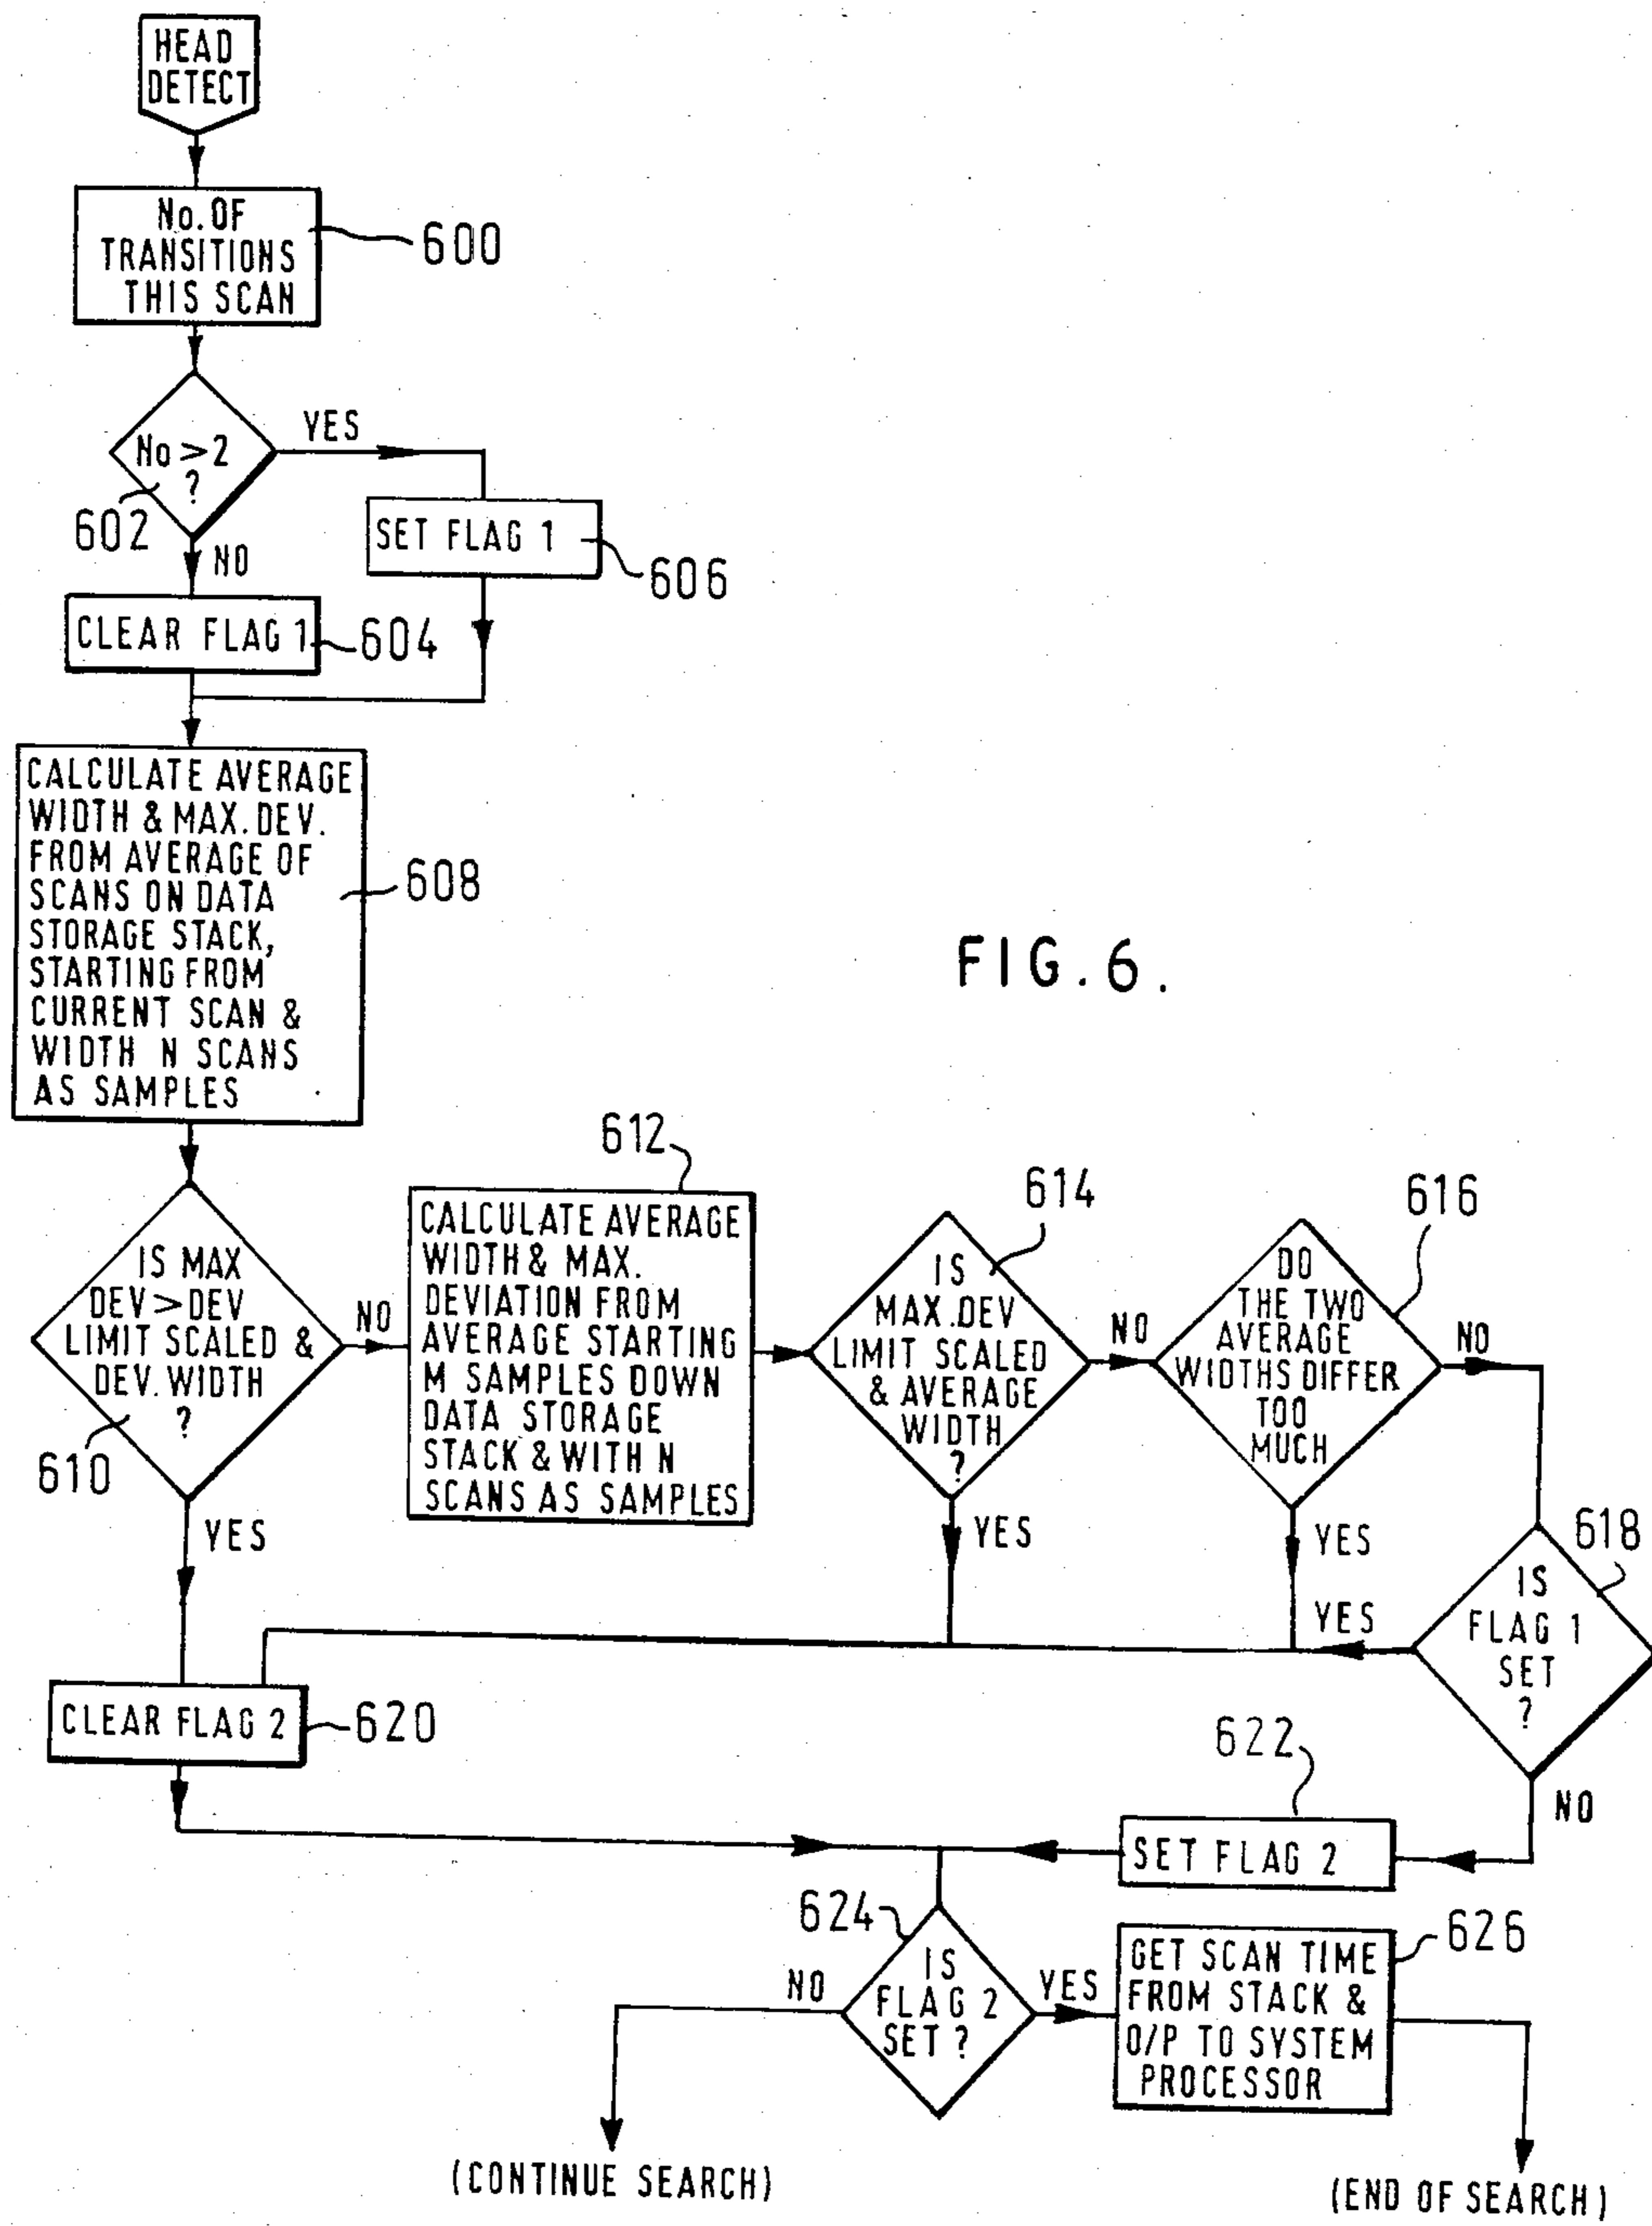 HEAD
DETECT
No. OF
TRANSITIONS
THIS SCAN
600
No > 2
?
602
YES
NO
SET FLAG 1
606
CLEAR FLAG 1
604
CALCULATE AVERAGE
WIDTH & MAX. DEV.
FROM AVERAGE OF
SCANS ON DATA
STORAGE STACK,
STARTING FROM
CURRENT SCAN &
WIDTH N SCANS
AS SAMPLES
608
FIG. 6.
IS MAX
DEV > DEV
LIMIT SCALED &
DEV. WIDTH
?
610
NO
YES
612
CALCULATE AVERAGE
WIDTH & MAX.
DEVIATION FROM
AVERAGE STARTING
M SAMPLES DOWN
DATA STORAGE
STACK & WITH N
SCANS AS SAMPLES
614
IS
MAX. DEV
LIMIT SCALED
& AVERAGE
WIDTH
?
NO
YES
616
DO
THE TWO
AVERAGE
WIDTHS DIFFER
TOO
MUCH
NO
YES
618
IS
FLAG 1
SET
?
YES
NO
CLEAR FLAG 2
620
622
SET FLAG 2
624
IS
FLAG 2
SET ?
NO
YES
626
GET SCAN TIME
FROM STACK &
O/P TO SYSTEM
PROCESSOR
(CONTINUE SEARCH)
(END OF SEARCH)